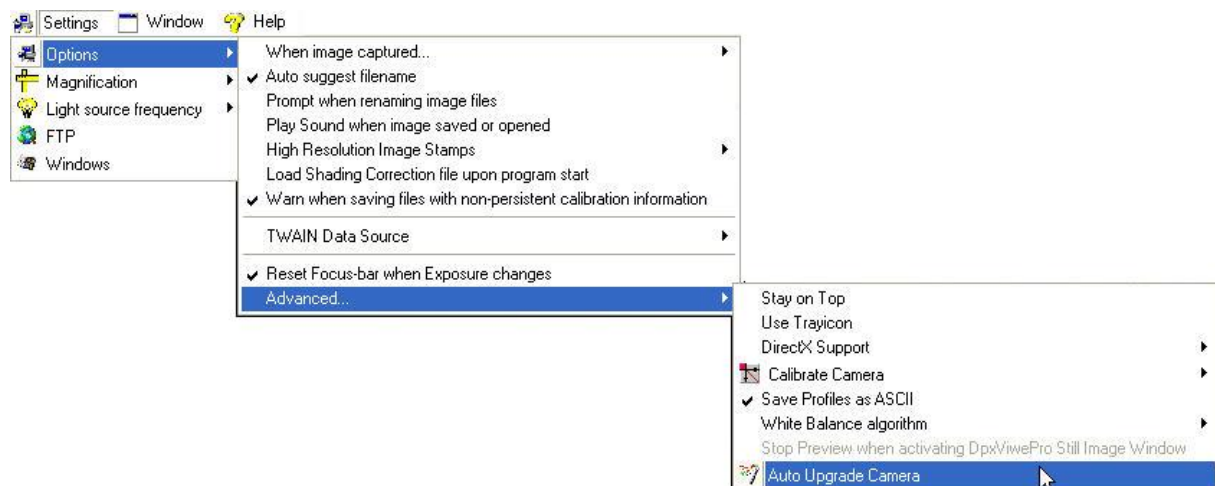 Settings Window Help
Options
Magnification
Light source frequency
FTP
Windows
When image captured...
Auto suggest filename
Prompt when renaming image files
Play Sound when image saved or opened
High Resolution Image Stamps
Load Shading Correction file upon program start
Warn when saving files with non-persistent calibration information
TWAIN Data Source
Reset Focus-bar when Exposure changes
Advanced...
Stay on Top
Use Trayicon
DirectX Support
Calibrate Camera
Save Profiles as ASCII
White Balance algorithm
Stop Preview when activating DpxViwePro Still Image Window
Auto Upgrade Camera